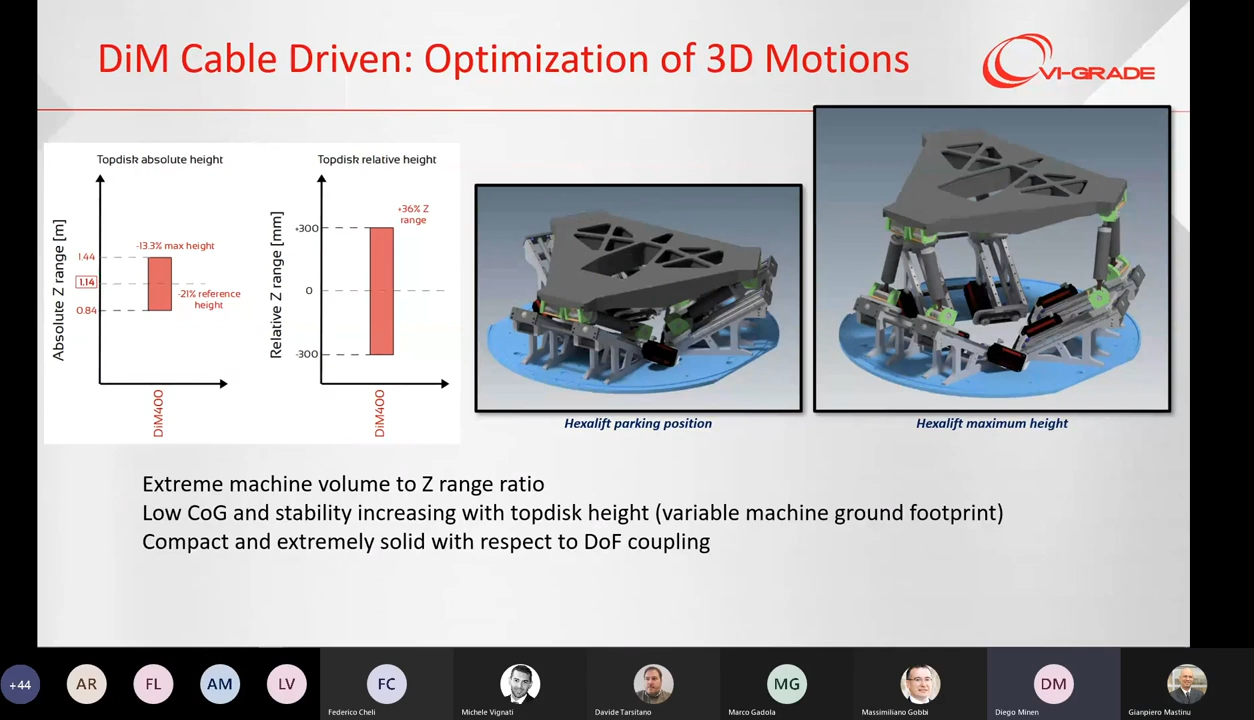 DiM Cable Driven: Optimization of 3D Motions
VI-GRADE
Topdisk absolute height
Absolute Z range [m]
1.44
1.14
0.84
-13.3% max height
-21% reference
height
DiM400
Topdisk relative height
Relative Z range [mm]
+300
0
-300
+36% Z
range
DiM400
Hexalift parking position
Hexalift maximum height
Extreme machine volume to Z range ratio
Low CoG and stability increasing with topdisk height (variable machine ground footprint)
Compact and extremely solid with respect to DoF coupling
+44
AR
FL
AM
LV
FC
Federico Cheli
Michele Vignati
Davide Tarsitano
MG
Marco Gadola
Massimiliano Gobbi
DM
Diego Minen
Gianpiero Mastinu